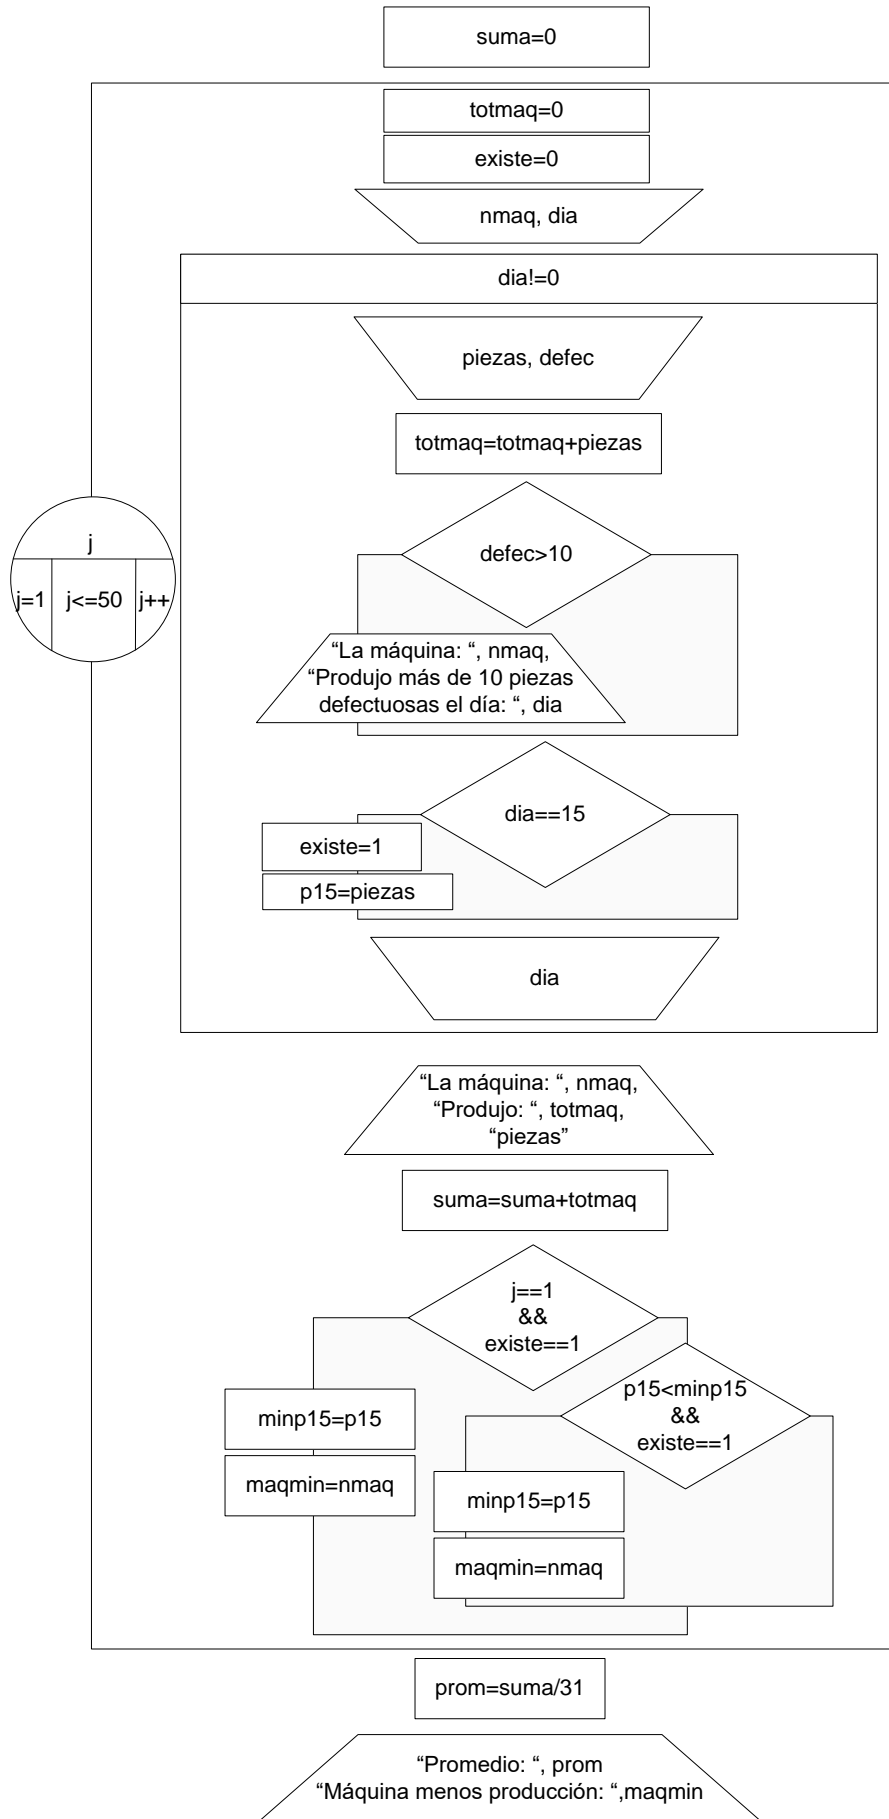 suma=0
totmaq=0
existe=0
nmaq, dia
dia!=0
piezas, defec
totmaq=totmaq+piezas
defec>10
j
j=1 j<=50 j++
“La máquina: “, nmaq,
“Produjo más de 10 piezas
defectuosas el día: “, dia
dia==15
existe=1
p15=piezas
dia
“La máquina: “, nmaq,
“Produjo: “, totmaq,
“piezas”
suma=suma+totmaq
j==1
&&
existe==1
p15<minp15
&&
existe==1
minp15=p15
maqmin=nmaq
minp15=p15
maqmin=nmaq
prom=suma/31
“Promedio: “, prom
“Máquina menos producción: “,maqmin